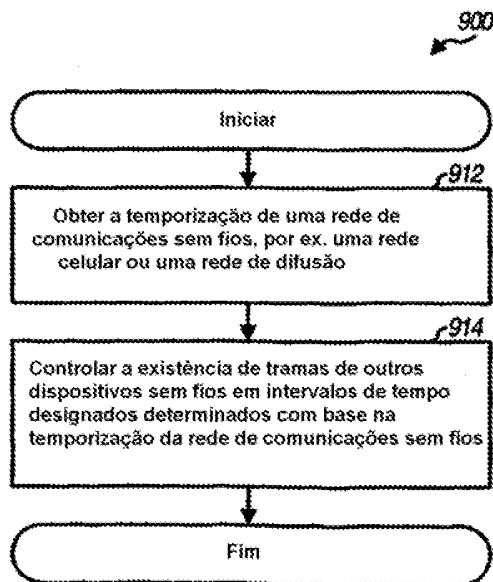 900
Iniciar
912
Obter a temporização de uma rede de
comunicações sem fios, por ex. uma rede
celular ou uma rede de difusão
914
Controlar a existência de tramas de outros
dispositivos sem fios em intervalos de tempo
designados determinados com base na
temporização da rede de comunicações sem fios
Fim